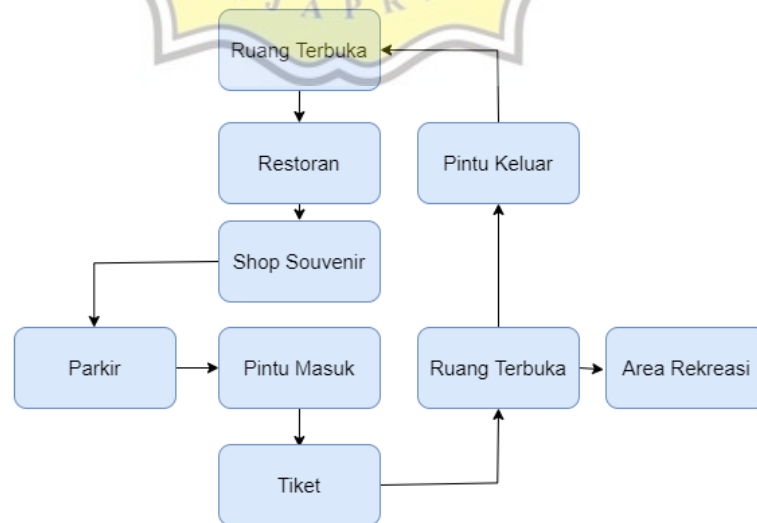 Ruang Terbuka
Restoran
Pintu Keluar
Shop Souvenir
Parkir
Pintu Masuk
Ruang Terbuka
Area Rekreasi
Tiket